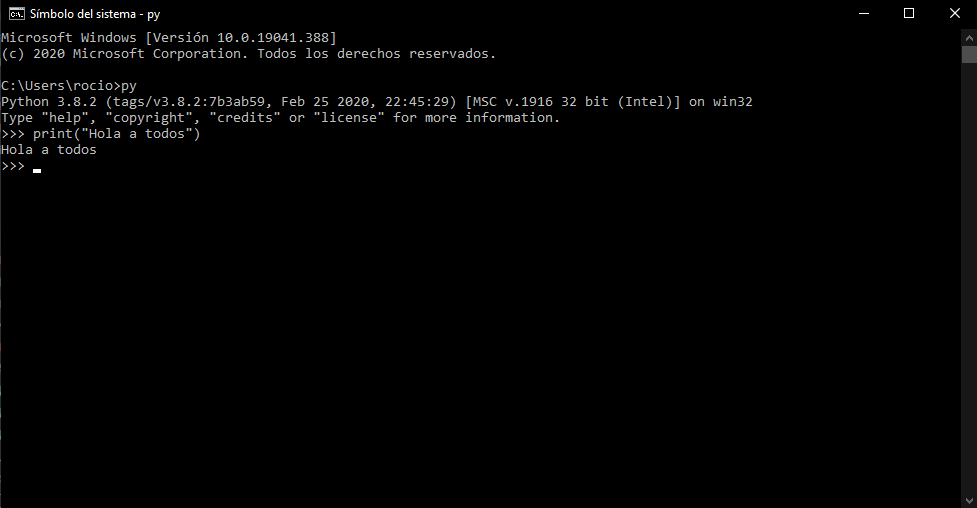 Símbolo del sistema - py
Microsoft Windows [Versión 10.0.19041.388]
(c) 2020 Microsoft Corporation. Todos los derechos reservados.
C:\Users\rocio>py
Python 3.8.2 (tags/v3.8.2:7b3ab59, Feb 25 2020, 22:45:29) [MSC v.1916 32 bit (Intel)] on win32
Type "help", "copyright", "credits" or "license" for more information.
>>> print("Hola a todos")
Hola a todos
>>>